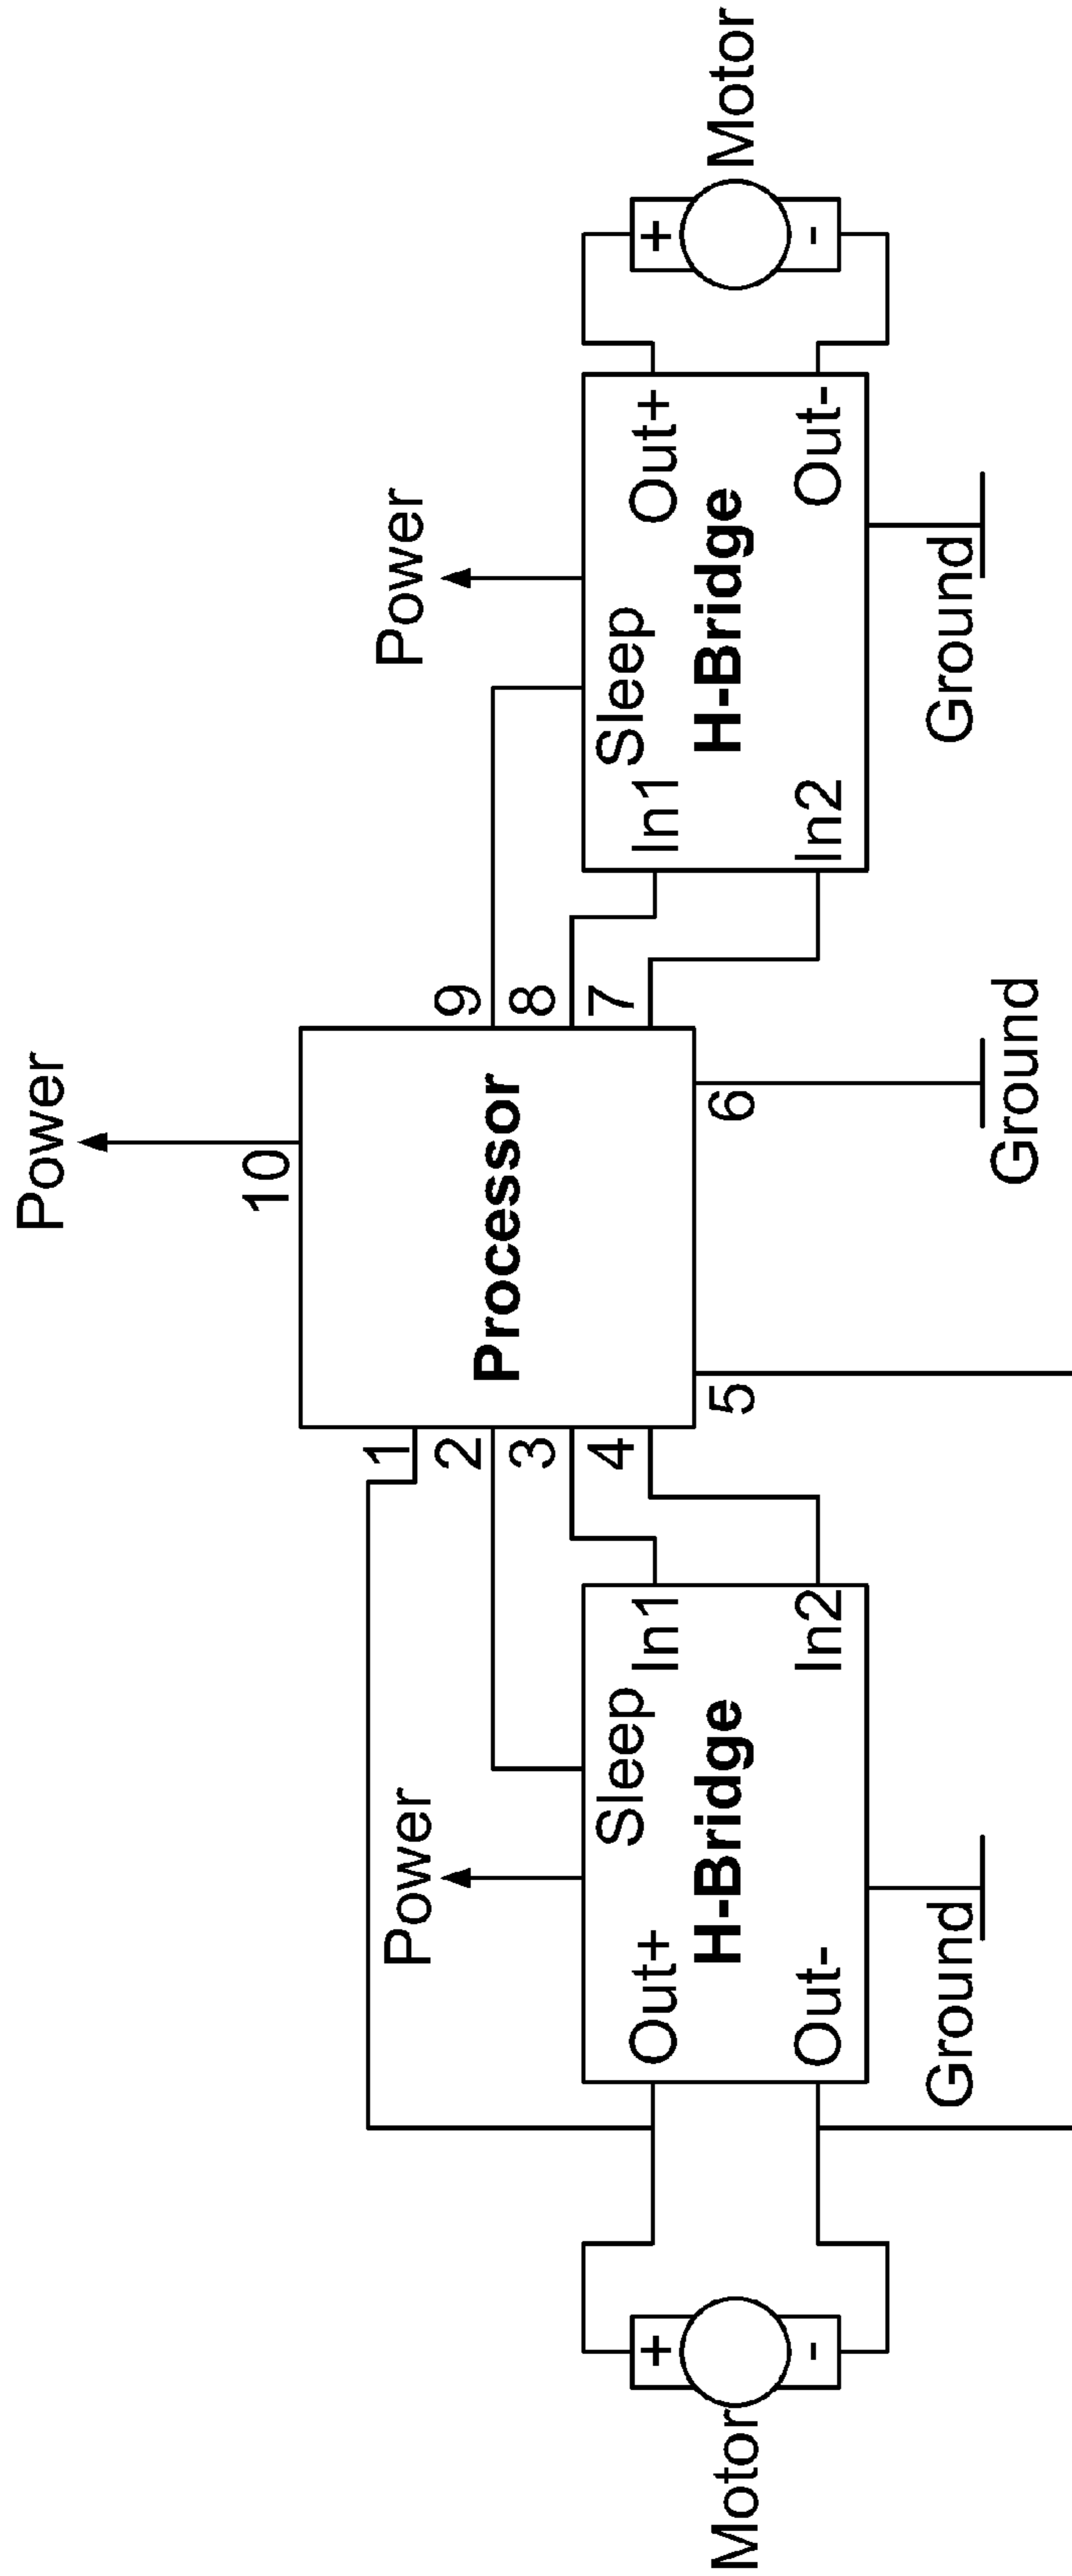 Power
10
Power
Power
1
2
3
4
9
8
7
Processor
5
6
Out+
Sleep
In1
H-Bridge
Out-
In2
Sleep
In1
Out+
H-Bridge
In2
Out-
Motor
+
-
+
-
Motor
Ground
Ground
Ground